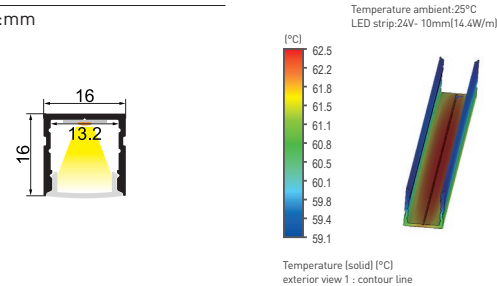 :mm
16
13.2
16
Temperature ambient:25°C
LED strip:24V- 10mm(14.4W/m)
(°C)
62.5
62.2
61.8
61.5
61.1
60.8
60.5
60.1
59.8
59.4
59.1
Temperature (solid) (°C)
exterior view 1 : contour line